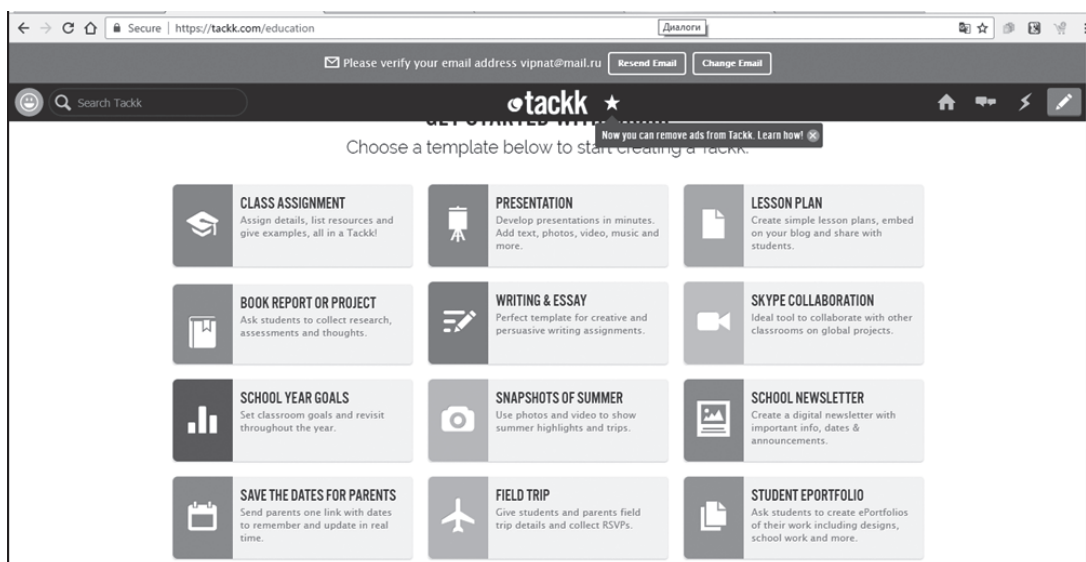 Secure | https://tackk.com/education
Диалоги
Please verify your email address vipnat@mail.ru Resend Email Change Email
Search Tackk
tackk
GET STARTED WITH
Now you can remove ads from Tackk. Learn how!
Choose a template below to start creating a Tackk.
CLASS ASSIGNMENT
Assign details, list resources and
give examples, all in a Tackk!
PRESENTATION
Develop presentations in minutes.
Add text, photos, video, music and
more.
LESSON PLAN
Create simple lesson plans, embed
on your blog and share with
students.
BOOK REPORT OR PROJECT
Ask students to collect research,
assessments and thoughts.
WRITING & ESSAY
Perfect template for creative and
persuasive writing assignments.
SKYPE COLLABORATION
Ideal tool to collaborate with other
classrooms on global projects.
SCHOOL YEAR GOALS
Set classroom goals and revisit
throughout the year.
SNAPSHOTS OF SUMMER
Use photos and video to show
summer highlights and trips.
SCHOOL NEWSLETTER
Create a digital newsletter with
important info, dates &
announcements.
SAVE THE DATES FOR PARENTS
Send parents one link with dates
to remember and update in real
time.
FIELD TRIP
Give students and parents field
trip details and collect RSVPs.
STUDENT EPORTFOLIO
Ask students to create ePortfolios
of their work including designs,
school work and more.